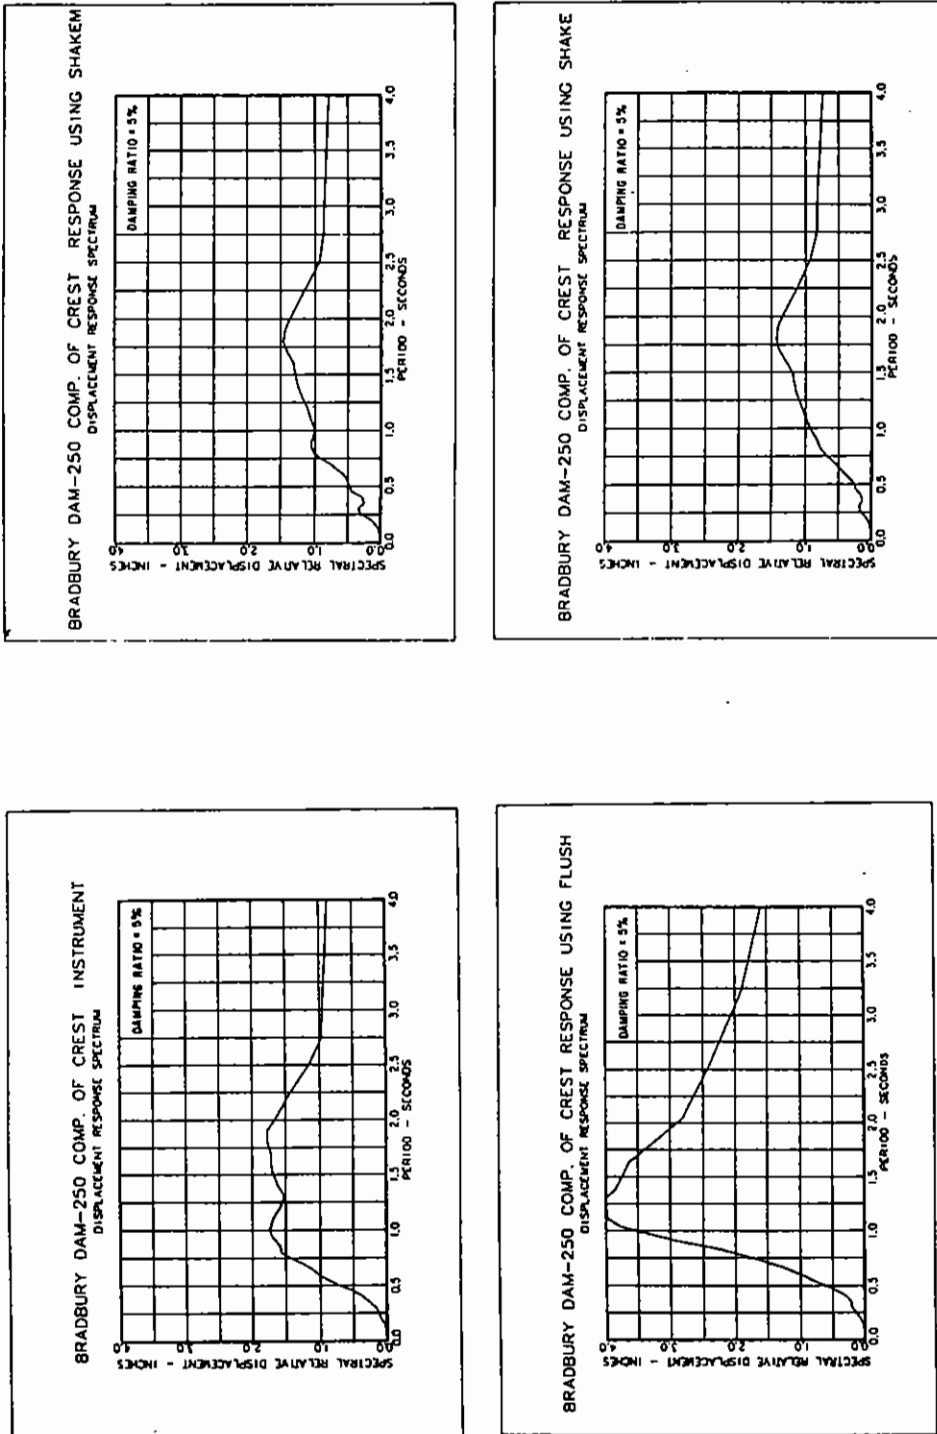 BRADBURY DAM-250 COMP. OF CREST INSTRUMENT
DISPLACEMENT RESPONSE SPECTRUM
DAMPING RATIO = 5%
SPECTRAL RELATIVE DISPLACEMENT - INCHES
4.0
3.0
2.0
1.0
0.0
0.0 0.5 1.0 1.5 2.0 2.5 3.0 3.5 4.0
PERIOD - SECONDS
BRADBURY DAM-250 COMP. OF CREST RESPONSE USING SHAKEM
DISPLACEMENT RESPONSE SPECTRUM
DAMPING RATIO = 5%
SPECTRAL RELATIVE DISPLACEMENT - INCHES
4.0
3.0
2.0
1.0
0.0
0.0 0.5 1.0 1.5 2.0 2.5 3.0 3.5 4.0
PERIOD - SECONDS
BRADBURY DAM-250 COMP. OF CREST RESPONSE USING FLUSH
DISPLACEMENT RESPONSE SPECTRUM
DAMPING RATIO = 5%
SPECTRAL RELATIVE DISPLACEMENT - INCHES
4.0
3.0
2.0
1.0
0.0
0.0 0.5 1.0 1.5 2.0 2.5 3.0 3.5 4.0
PERIOD - SECONDS
BRADBURY DAM-250 COMP. OF CREST RESPONSE USING SHAKE
DISPLACEMENT RESPONSE SPECTRUM
DAMPING RATIO = 5%
SPECTRAL RELATIVE DISPLACEMENT - INCHES
4.0
3.0
2.0
1.0
0.0
0.0 0.5 1.0 1.5 2.0 2.5 3.0 3.5 4.0
PERIOD - SECONDS